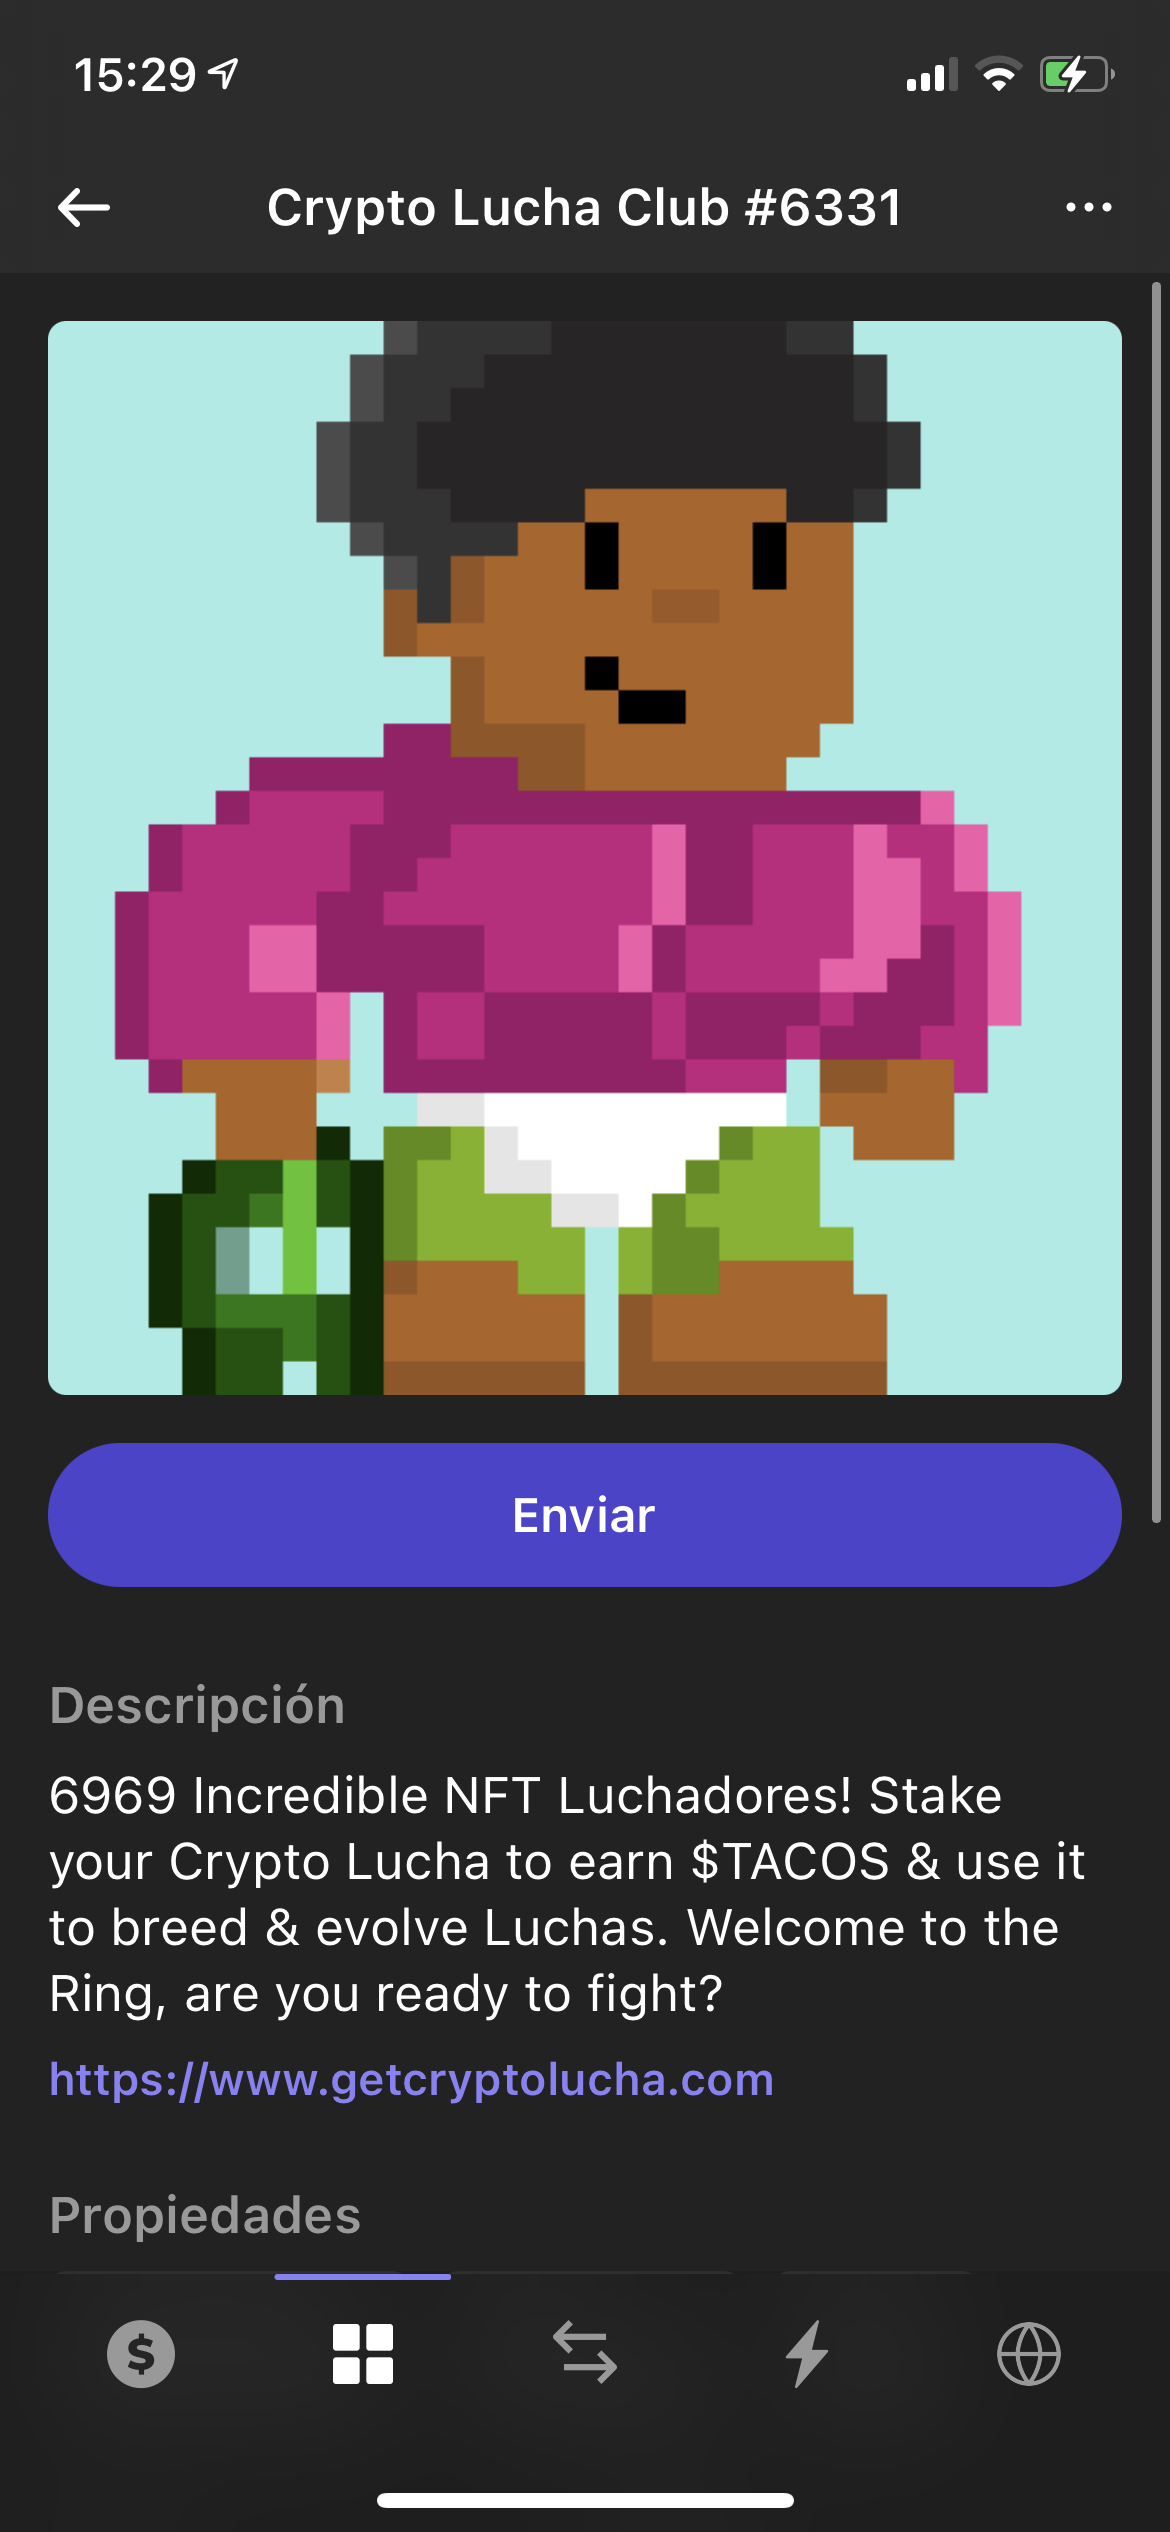 15:29
Crypto Lucha Club #6331
Enviar
Descripción
6969 Incredible NFT Luchadores! Stake
your Crypto Lucha to earn $TACOS & use it
to breed & evolve Luchas. Welcome to the
Ring, are you ready to fight?
https://www.getcryptolucha.com
Propiedades
$